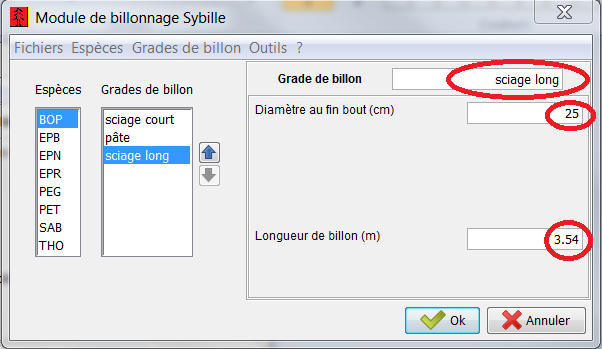 Module de billonnage Sybille
Fichiers Espèces Grades de billon Outils ?
Espèces
BOP
EPB
EPN
EPR
PEG
PET
SAB
THO
Grades de billon
sciage court
pâte
sciage long
Grade de billon sciage long
Diamètre au fin bout (cm) 25
Longueur de billon (m) 3.54
Ok Annuler